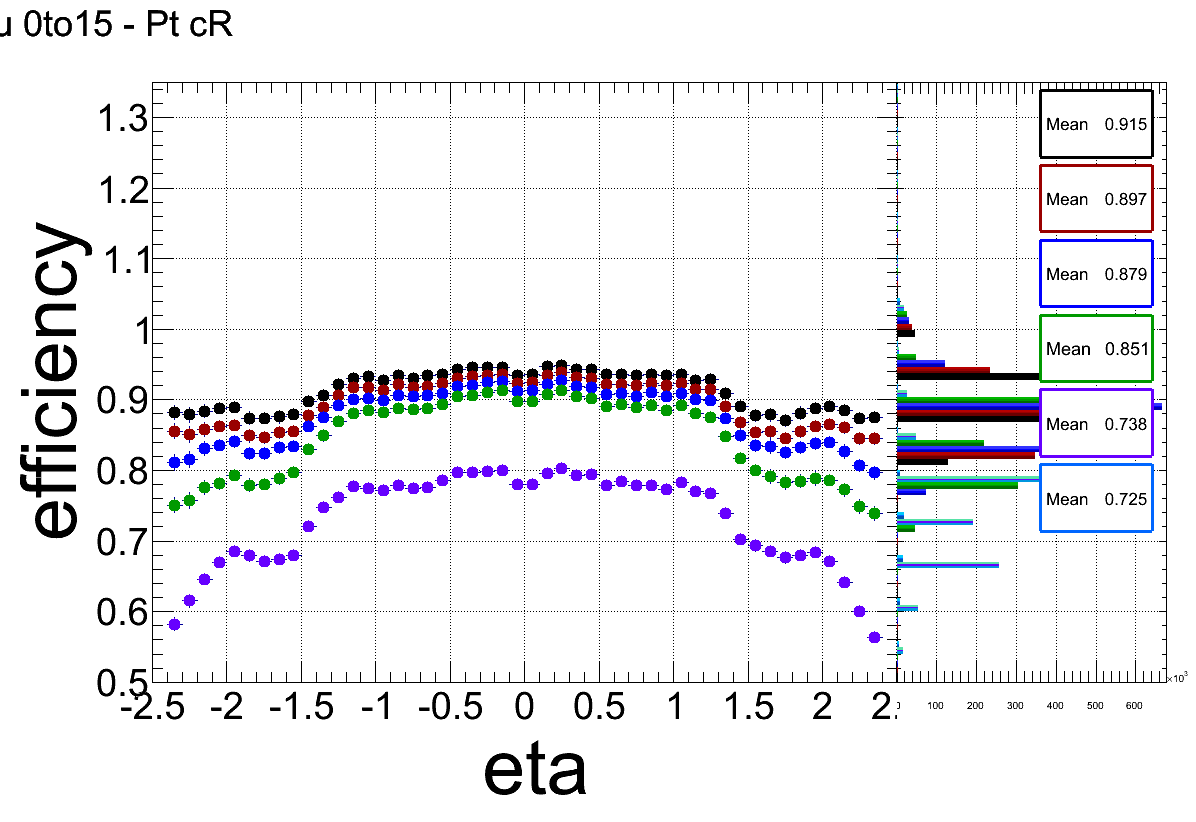 u 0to15 - Pt cR
efficiency
1.3
1.2
1.1
1
0.9
0.8
0.7
0.6
0.5
-2.5 -2 -1.5 -1 -0.5 0 0.5 1 1.5 2 2.
eta
Mean 0.915
Mean 0.897
Mean 0.879
Mean 0.851
Mean 0.738
Mean 0.725
100 200 300 400 500 600
×10³